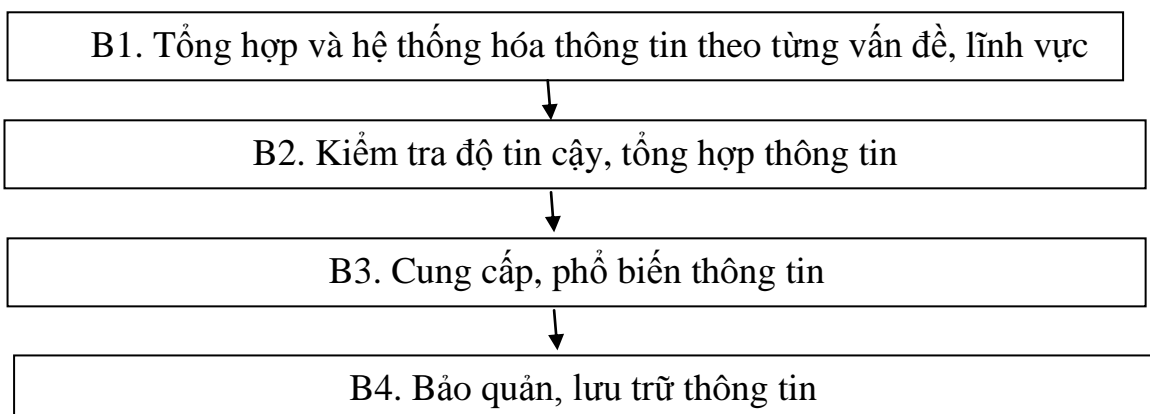 B1. Tổng hợp và hệ thống hóa thông tin theo từng vấn đề, lĩnh vực
B2. Kiểm tra độ tin cậy, tổng hợp thông tin
B3. Cung cấp, phổ biến thông tin
B4. Bảo quản, lưu trữ thông tin